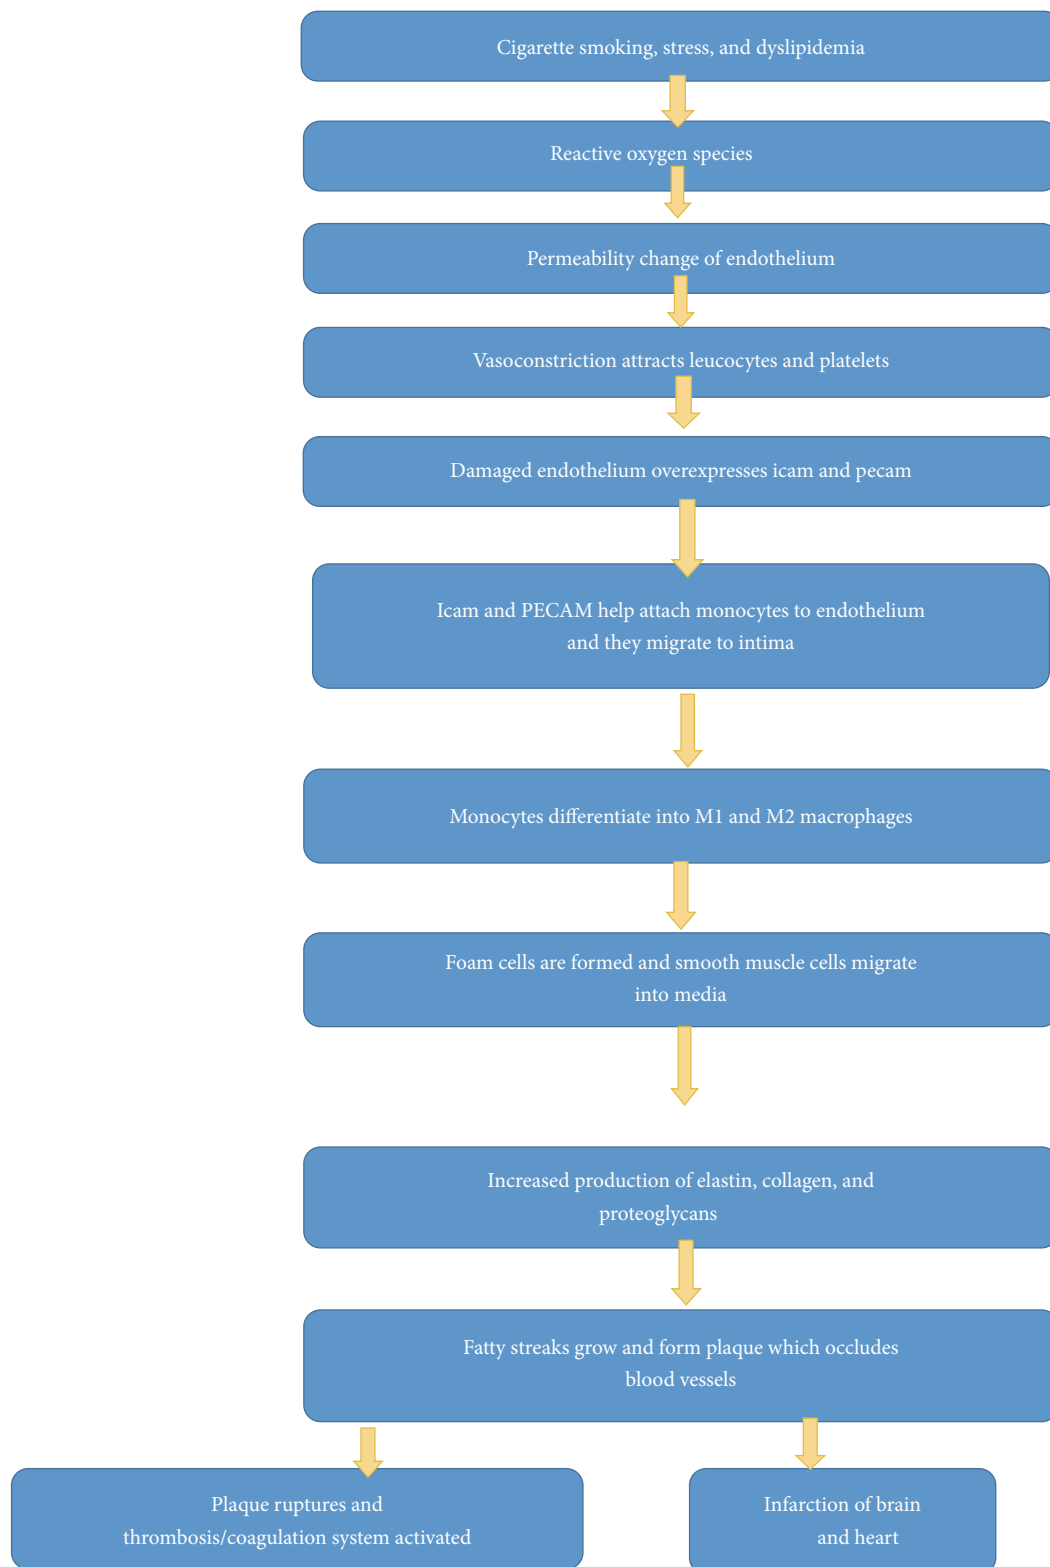 Cigarette smoking, stress, and dyslipidemia
Reactive oxygen species
Permeability change of endothelium
Vasoconstriction attracts leucocytes and platelets
Damaged endothelium overexpresses icam and pecam
Icam and PECAM help attach monocytes to endothelium
and they migrate to intima
Monocytes differentiate into M1 and M2 macrophages
Foam cells are formed and smooth muscle cells migrate
into media
Increased production of elastin, collagen, and
proteoglycans
Fatty streaks grow and form plaque which occludes
blood vessels
Plaque ruptures and
thrombosis/coagulation system activated
Infarction of brain
and heart